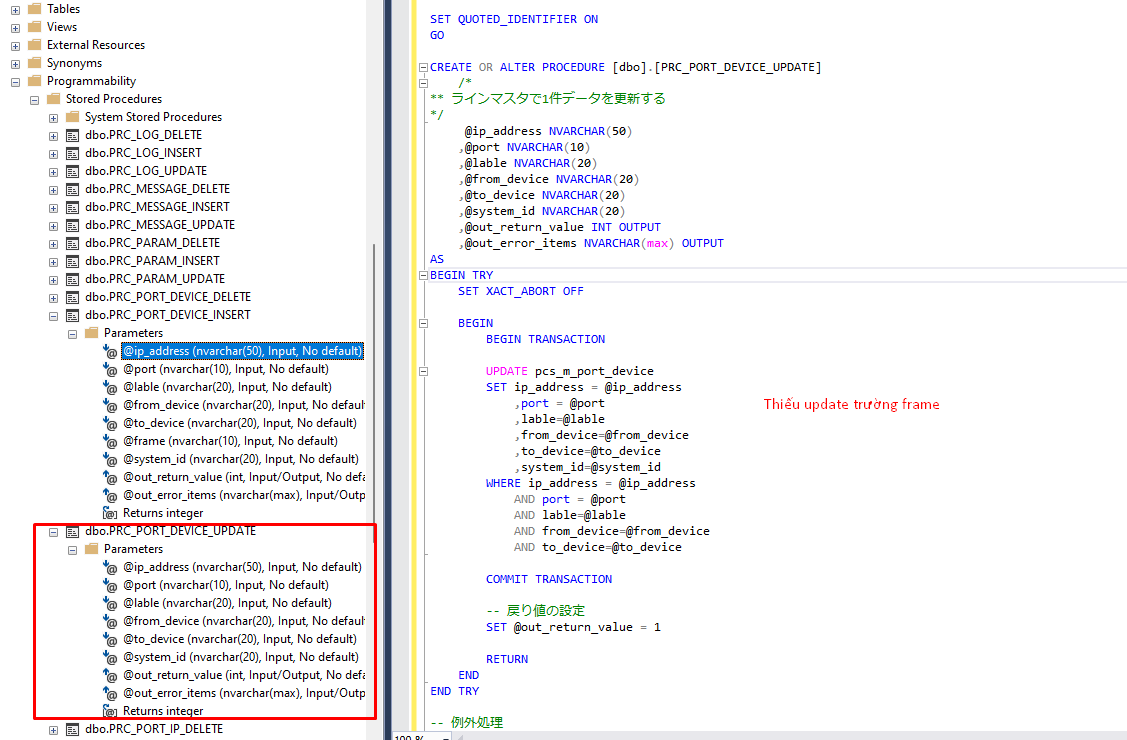 Tables
Views
External Resources
Synonyms
Programmability
Stored Procedures
System Stored Procedures
dbo.PRC_LOG_DELETE
dbo.PRC_LOG_INSERT
dbo.PRC_LOG_UPDATE
dbo.PRC_MESSAGE_DELETE
dbo.PRC_MESSAGE_INSERT
dbo.PRC_MESSAGE_UPDATE
dbo.PRC_PARAM_DELETE
dbo.PRC_PARAM_INSERT
dbo.PRC_PARAM_UPDATE
dbo.PRC_PORT_DEVICE_DELETE
dbo.PRC_PORT_DEVICE_INSERT
Parameters
@ip_address (nvarchar(50), Input, No default)
@port (nvarchar(10), Input, No default)
@lable (nvarchar(20), Input, No default)
@from_device (nvarchar(20), Input, No defaul
@to_device (nvarchar(20), Input, No default)
@frame (nvarchar(10), Input, No default)
@system_id (nvarchar(20), Input, No default)
@out_return_value (int, Input/Output, No defa
@out_error_items (nvarchar(max), Input/Outp
Returns integer
dbo.PRC_PORT_DEVICE_UPDATE
Parameters
@ip_address (nvarchar(50), Input, No default)
@port (nvarchar(10), Input, No default)
@lable (nvarchar(20), Input, No default)
@from_device (nvarchar(20), Input, No defaul
@to_device (nvarchar(20), Input, No default)
@system_id (nvarchar(20), Input, No default)
@out_return_value (int, Input/Output, No defa
@out_error_items (nvarchar(max), Input/Outp
Returns integer
dbo.PRC_PORT_IP_DELETE
SET QUOTED_IDENTIFIER ON
GO
CREATE OR ALTER PROCEDURE [dbo].[PRC_PORT_DEVICE_UPDATE]
/*
** ラインマスタで1件データを更新する
*/
@ip_address NVARCHAR(50)
,@port NVARCHAR(10)
,@lable NVARCHAR(20)
,@from_device NVARCHAR(20)
,@to_device NVARCHAR(20)
,@system_id NVARCHAR(20)
,@out_return_value INT OUTPUT
,@out_error_items NVARCHAR(max) OUTPUT
AS
BEGIN TRY
SET XACT_ABORT OFF
BEGIN
BEGIN TRANSACTION
UPDATE pcs_m_port_device
SET ip_address = @ip_address
,port = @port
,lable=@lable
,from_device=@from_device
,to_device=@to_device
,system_id=@system_id
WHERE ip_address = @ip_address
AND port = @port
AND lable=@lable
AND from_device=@from_device
AND to_device=@to_device
COMMIT TRANSACTION
-- 戻り値の設定
SET @out_return_value = 1
RETURN
END
END TRY
-- 例外処理
Thiếu update trường frame
100 %